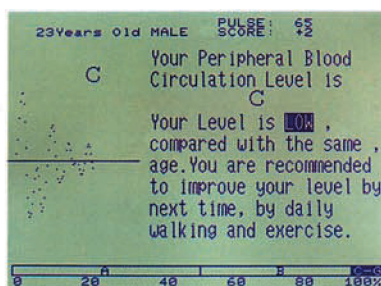 23Years Old MALE PULSE: 65
SCORE: +2
C
Your Peripheral Blood
Circulation Level is
C
Your Level is LOW ,
compared with the same ,
age.You are recommended
to improve your level by
next time, by daily
walking and exercise.
A B C-G
0 20 40 60 80 100%